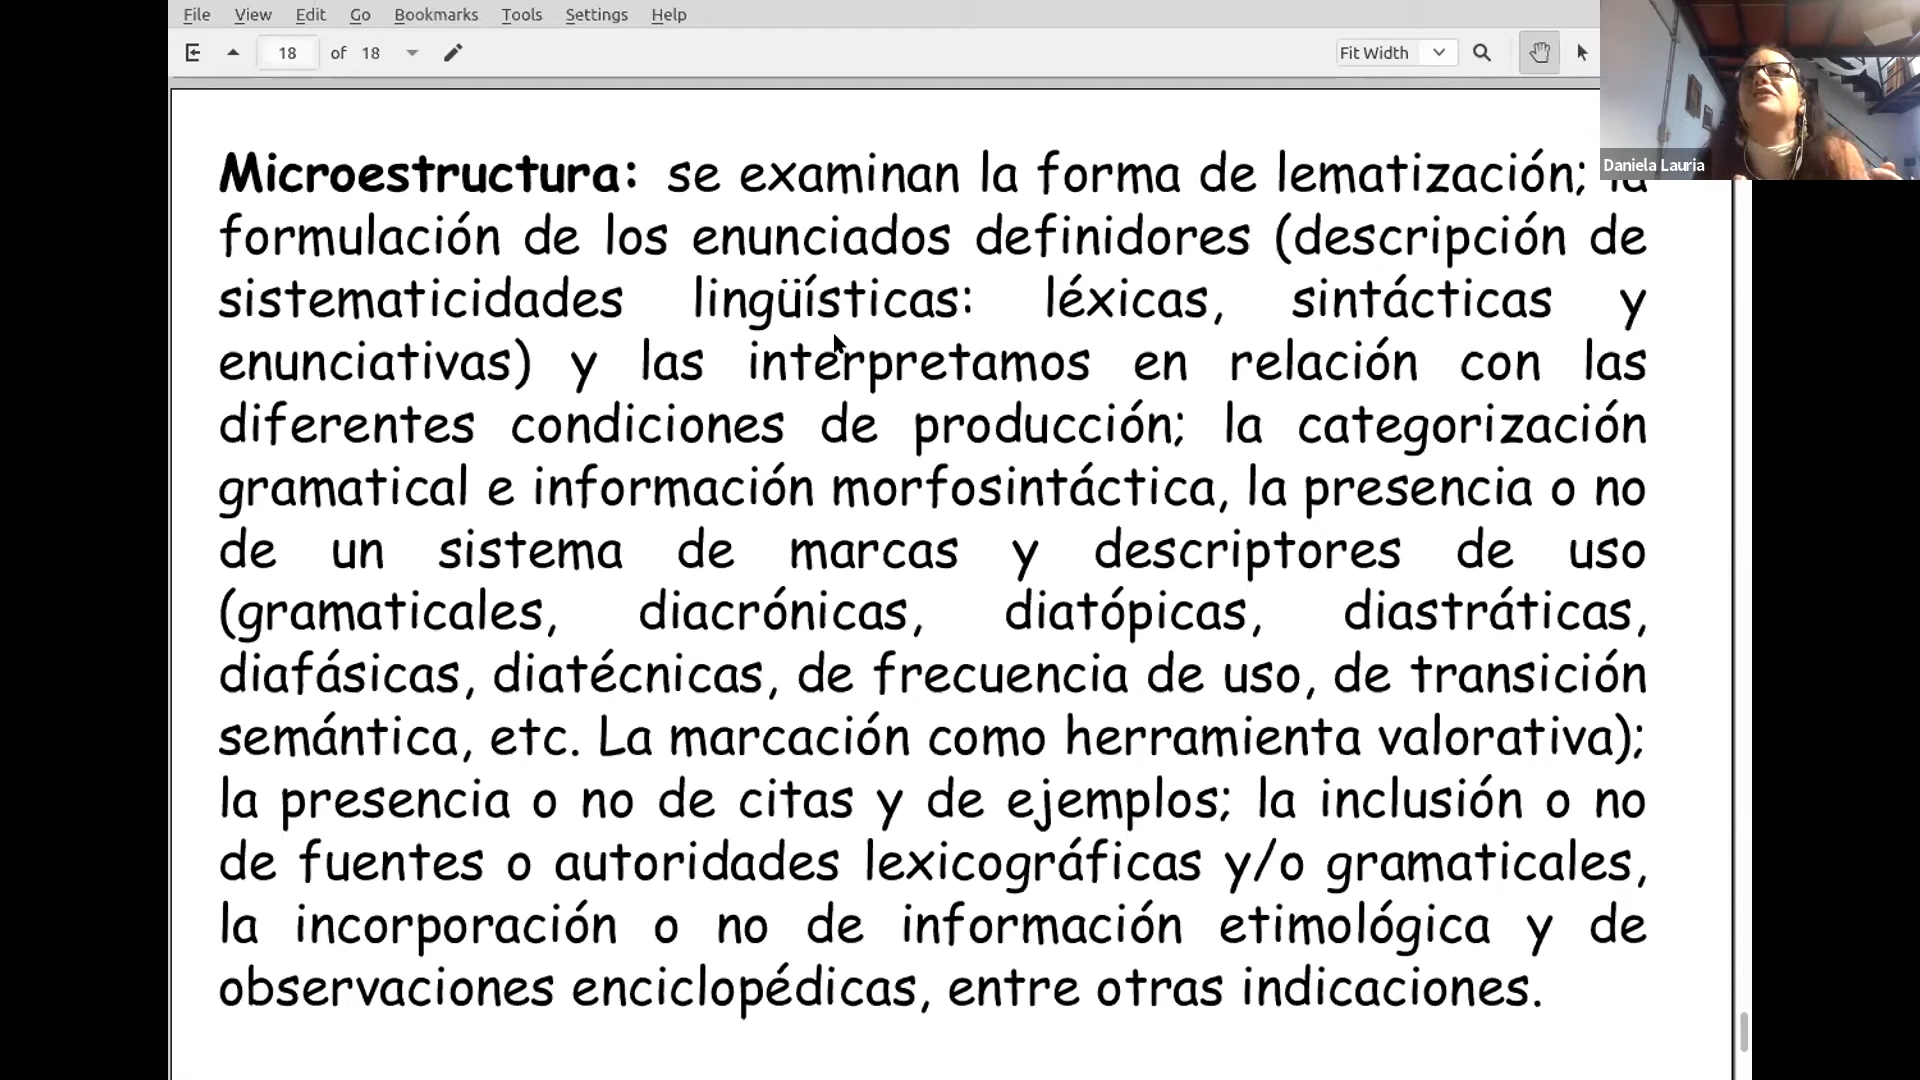 File View Edit Go Bookmarks Tools Settings Help
18 of 18 Fit Width
Daniela Lauria
Microestructura: se examinan la forma de lematización; la
formulación de los enunciados definidores (descripción de
sistematicidades lingüísticas: léxicas, sintácticas y
enunciativas) y las interpretamos en relación con las
diferentes condiciones de producción; la categorización
gramatical e información morfosintáctica, la presencia o no
de un sistema de marcas y descriptores de uso
(gramaticales, diacrónicas, diatópicas, diastráticas,
diafásicas, diatécnicas, de frecuencia de uso, de transición
semántica, etc. La marcación como herramienta valorativa);
la presencia o no de citas y de ejemplos; la inclusión o no
de fuentes o autoridades lexicográficas y/o gramaticales,
la incorporación o no de información etimológica y de
observaciones enciclopédicas, entre otras indicaciones.